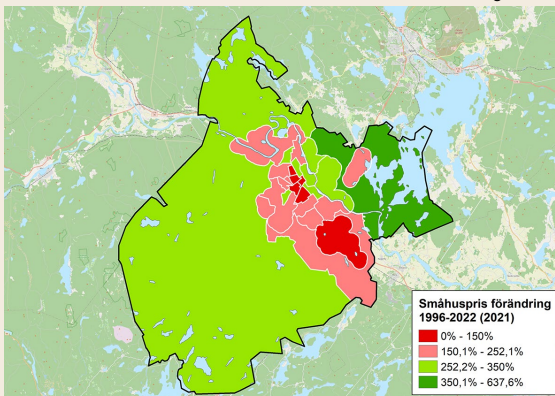 Småhuspris förändring
1996-2022 (2021)
0% - 150%
150,1% - 252,1%
252,2% - 350%
350,1% - 637,6%